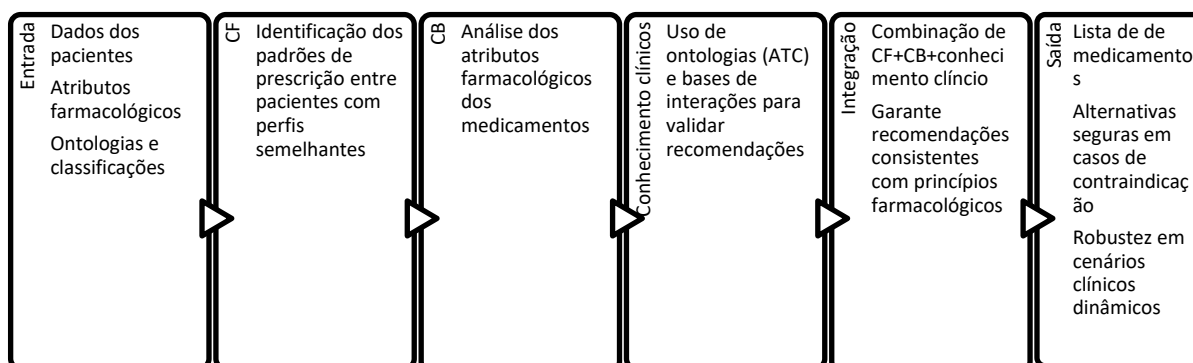 Entrada
Dados dos
pacientes
Atributos
farmacológicos
Ontologias e
classificações
CF
Identificação dos
padrões de
prescrição entre
pacientes com
perfis
semelhantes
CB
Análise dos
atributos
farmacológicos
dos
medicamentos
Conhecimento clínicos
Uso de
ontologias (ATC)
e bases de
interações para
validar
recomendações
Integração
Combinação de
CF+CB+conheci
mento clíncio
Garante
recomendações
consistentes
com princípios
farmacológicos
Saída
Lista de de
medicamento
s
Alternativas
seguras em
casos de
contraindicaç
ão
Robustez em
cenários
clínicos
dinâmicos